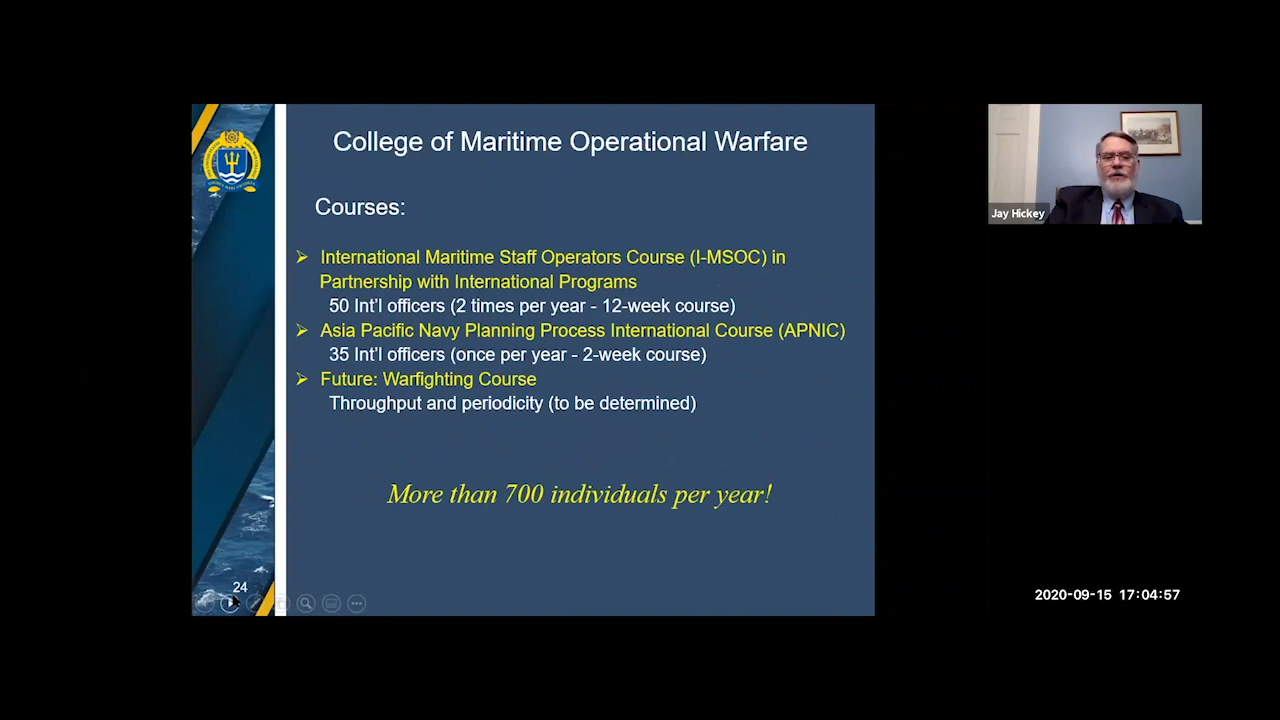 College of Maritime Operational Warfare
Courses:
➢ International Maritime Staff Operators Course (I-MSOC) in
Partnership with International Programs
50 Int'l officers (2 times per year - 12-week course)
➢ Asia Pacific Navy Planning Process International Course (APNIC)
35 Int'l officers (once per year - 2-week course)
➢ Future: Warfighting Course
Throughput and periodicity (to be determined)
More than 700 individuals per year!
24
Jay Hickey
2020-09-15 17:04:57